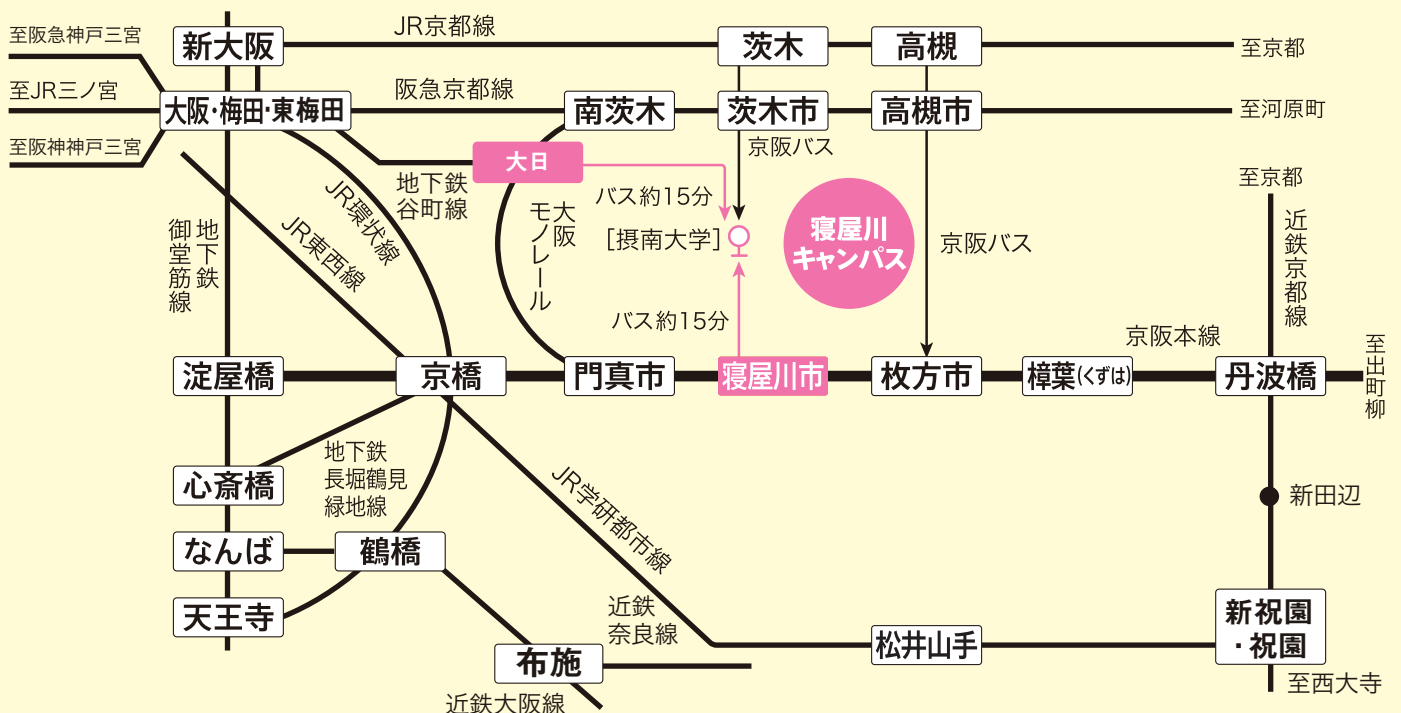 至阪急神戸三宮
新大阪
JR京都線
茨木
高槻
至京都
至JR三ノ宮
大阪・梅田・東梅田
阪急京都線
南茨木
茨木市
高槻市
至河原町
至阪神神戸三宮
京阪バス
大日
地下鉄
谷町線
バス約15分
寝屋川
キャンパス
至京都
近鉄京都線
JR環状線
JR東西線
大阪
モノレール
[摂南大学]
京阪バス
地下鉄
御堂筋線
バス約15分
京阪本線
淀屋橋
京橋
門真市
寝屋川市
枚方市
樟葉(くずは)
丹波橋
至出町柳
地下鉄
長堀鶴見
緑地線
心斎橋
JR学研都市線
新田辺
なんば
鶴橋
天王寺
近鉄
奈良線
布施
松井山手
新祝園
・祝園
近鉄大阪線
至西大寺